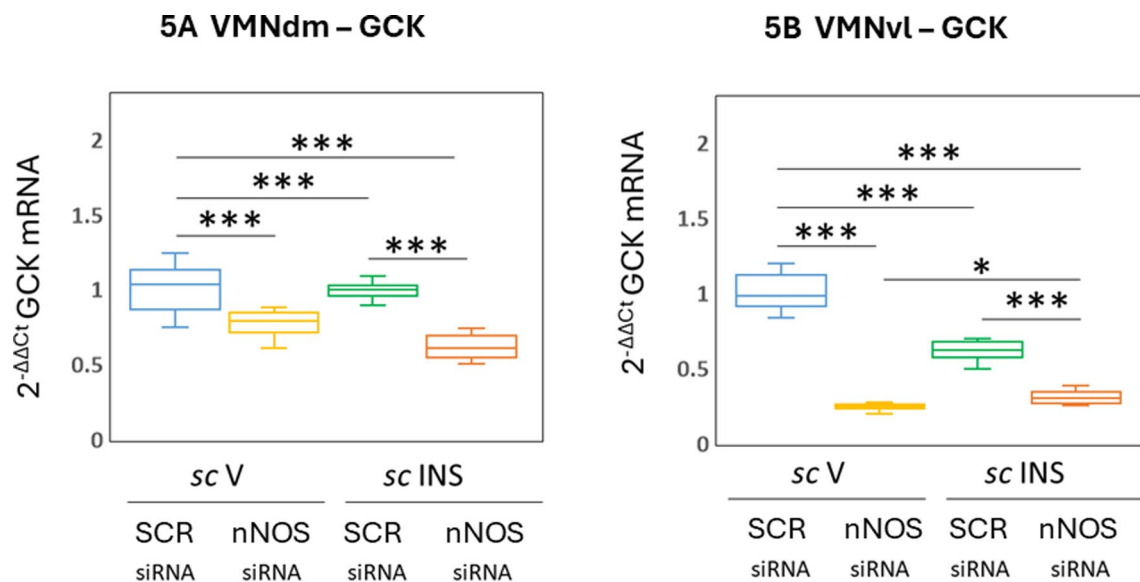 5A VMNdm – GCK
2-ΔΔCt GCK mRNA
2
1.5
1
0.5
0
***
***
***
***
sc V
sc INS
SCR
nNOS
SCR
nNOS
siRNA
siRNA
siRNA
siRNA
5B VMNvl – GCK
2-ΔΔCt GCK mRNA
2
1.5
1
0.5
0
***
***
***
*
***
sc V
sc INS
SCR
nNOS
SCR
nNOS
siRNA
siRNA
siRNA
siRNA